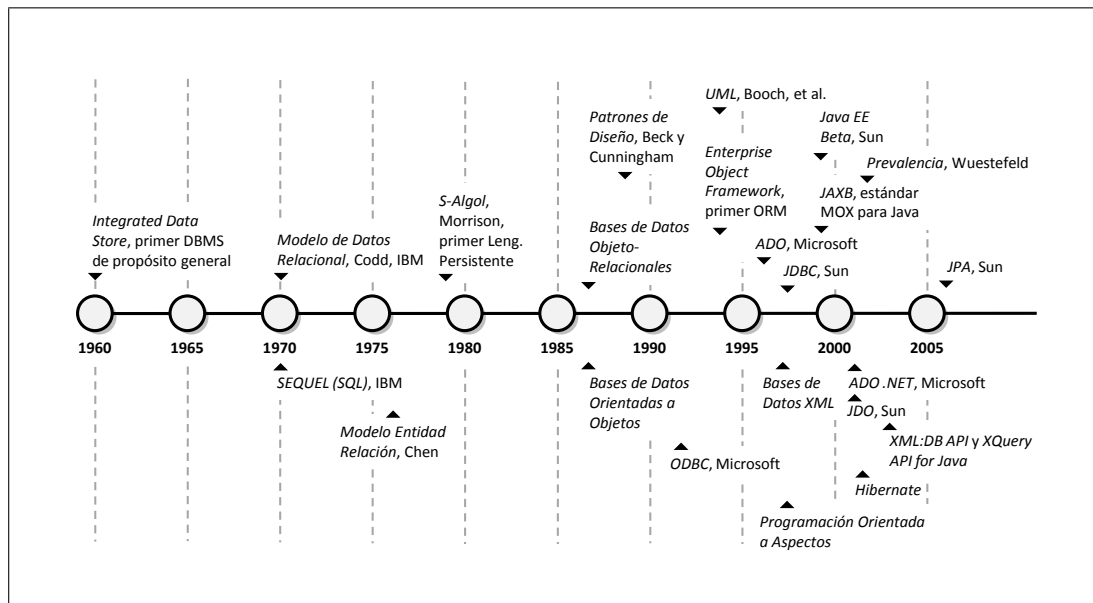 UML, Booch, et al.
Patrones de
Diseño, Beck y
Cunningham
Java EE
Beta, Sun
Enterprise
Object
Framework,
primer ORM
Prevalencia, Wuestefeld
JAXB, estándar
MOX para Java
S-Algol,
Morrison,
primer Leng.
Persistente
Integrated Data
Store, primer DBMS
de propósito general
Modelo de Datos
Relacional, Codd, IBM
Bases de Datos
Objeto-
Relacionales
ADO, Microsoft
JDBC, Sun
JPA, Sun
1960 1965 1970 1975 1980 1985 1990 1995 2000 2005
SEQUEL (SQL), IBM
Modelo Entidad
Relación, Chen
Bases de Datos
Orientadas a
Objetos
ODBC, Microsoft
Bases de
Datos XML
ADO .NET, Microsoft
JDO, Sun
XML:DB API y XQuery
API for Java
Hibernate
Programación Orientada
a Aspectos